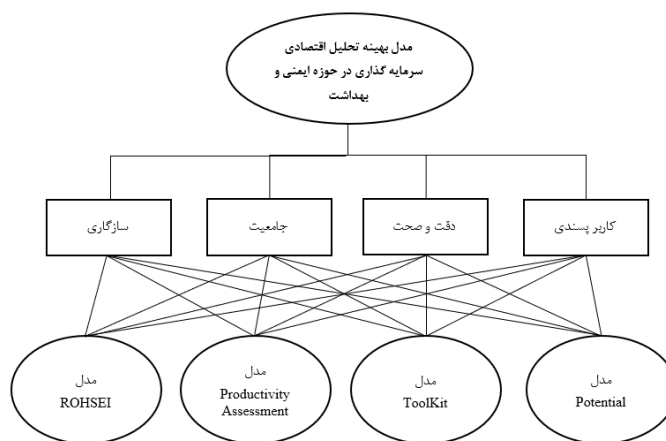 مدل بهینه تحلیل اقتصادی
سرمایه گذاری در حوزه ایمنی و
بهداشت
کاربر پسندی
دقت و صحت
جامعیت
سازگاری
مدل
Potential
مدل
ToolKit
مدل
Productivity
Assessment
مدل
ROHSEI